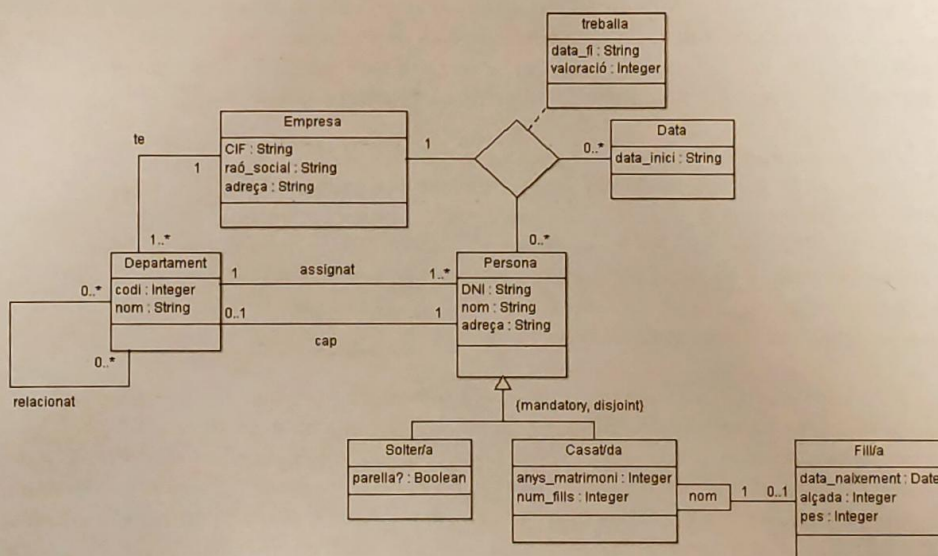 treballa
data_fi : String
valoració : Integer
Empresa
CIF : String
raó_social : String
adreça : String
te
1
1
Data
data_inici : String
0..*
1..*
0..*
Departament
codi : Integer
nom : String
1
assignat
1..*
Persona
DNI : String
nom : String
adreça : String
0..*
0..1
cap
1
0..*
relacionat
{mandatory, disjoint}
Solter/a
parella? : Boolean
Casat/da
anys_matrimoni : Integer
num_fills : Integer
nom
1
0..1
Fill/a
data_naixement : Date
alçada : Integer
pes : Integer